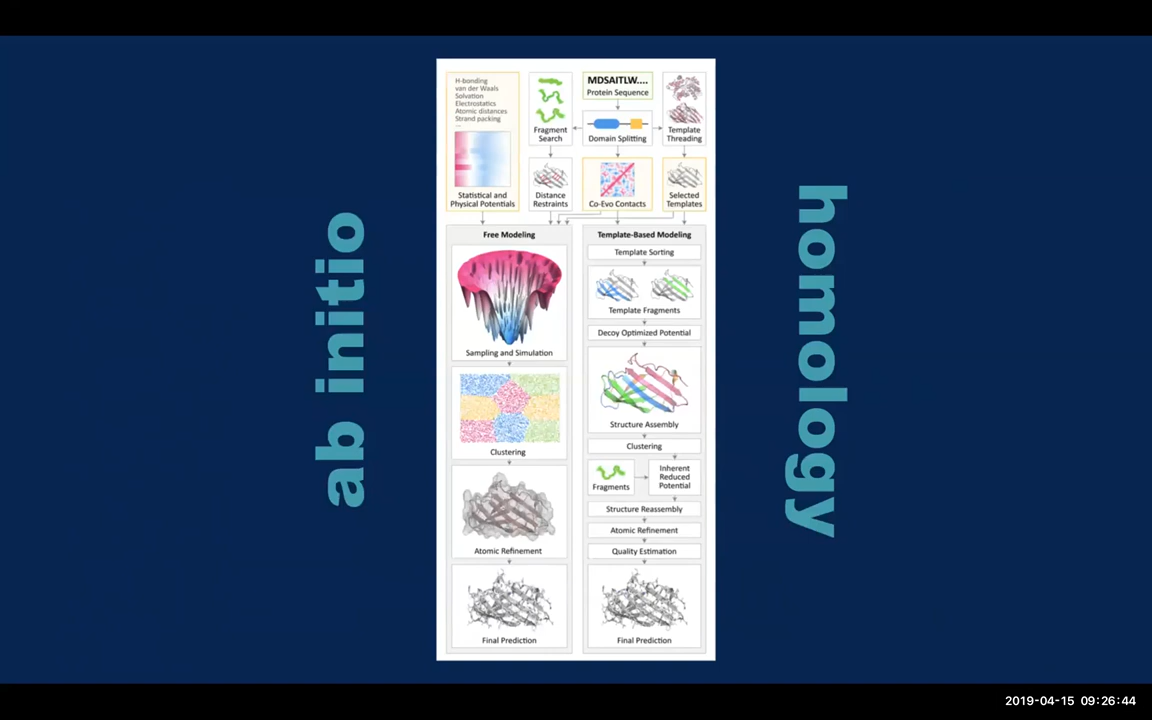 ab initio
H-bonding
van der Waals
Solvation
Electrostatics
Atomic distances
Strand packing
...
Statistical and
Physical Potentials
Fragment
Search
MDSAITLW....
Protein Sequence
Domain Splitting
Template
Threading
Distance
Restraints
Co-Evo Contacts
Selected
Templates
Free Modeling
Sampling and Simulation
Clustering
Atomic Refinement
Final Prediction
Template-Based Modeling
Template Sorting
Template Fragments
Decoy Optimized Potential
Structure Assembly
Clustering
Fragments
Inherent
Reduced
Potential
Structure Reassembly
Atomic Refinement
Quality Estimation
Final Prediction
homology
2019-04-15 09:26:44